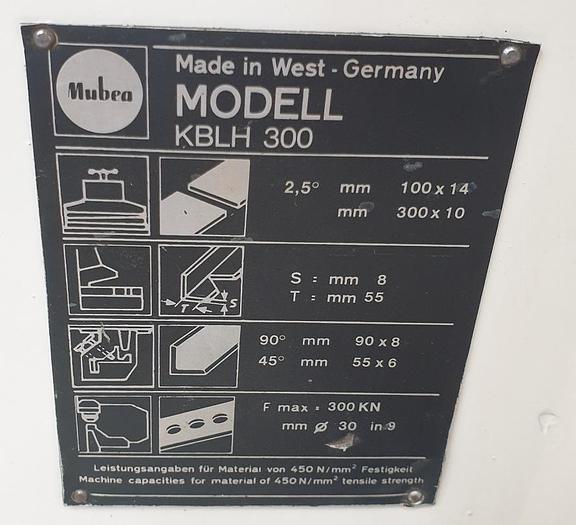 Mubea
Made in West - Germany
MODELL
KBLH 300
2,5° mm 100 x 14
mm 300 x 10
S = mm 8
T = mm 55
T S
90° mm 90 x 8
45° mm 55 x 6
F max = 300 KN
mm ø 30 in 9
Leistungsangaben für Material von 450 N/mm² Festigkeit
Machine capacities for material of 450 N/mm² tensile strength